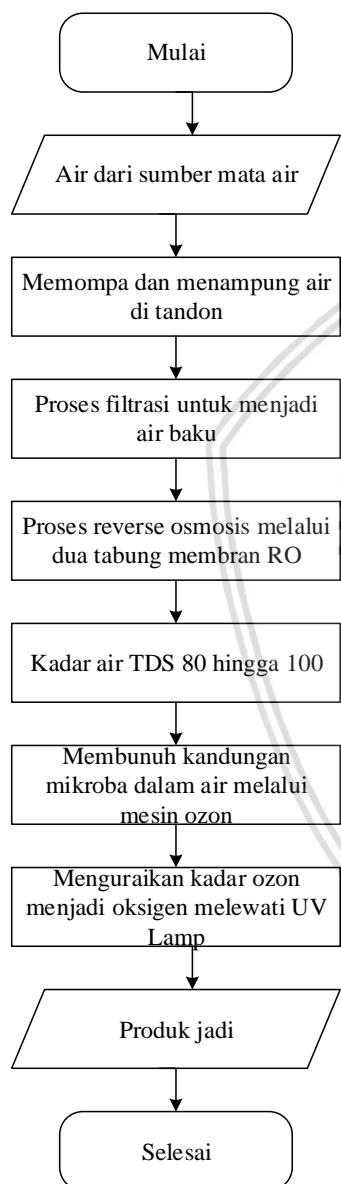 Mulai
Air dari sumber mata air
Memompa dan menampung air
di tandon
Proses filtrasi untuk menjadi
air baku
Proses reverse osmosis melalui
dua tabung membran RO
Kadar air TDS 80 hingga 100
Membunuh kandungan
mikroba dalam air melalui
mesin ozon
Menguraikan kadar ozon
menjadi oksigen melewati UV
Lamp
Produk jadi
Selesai